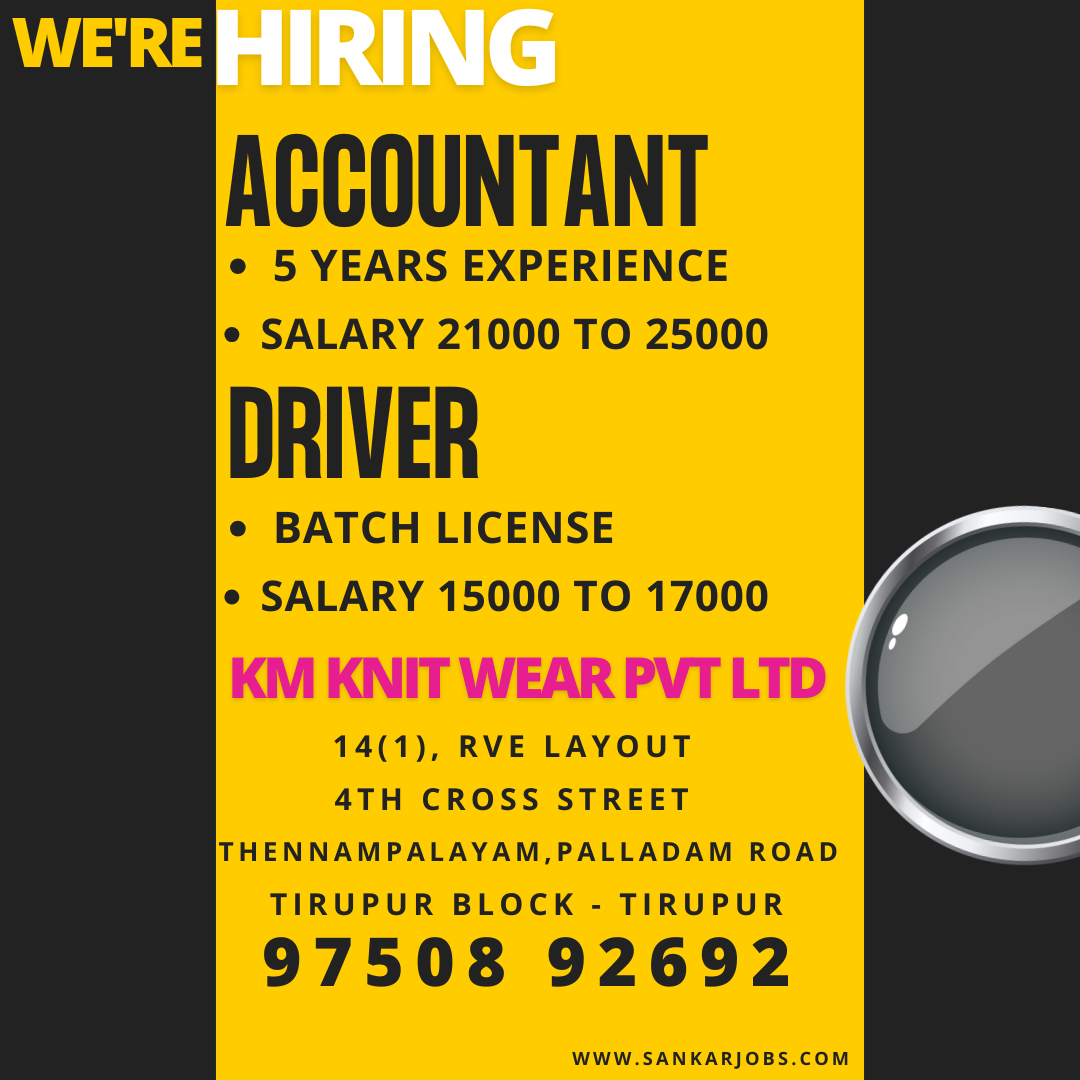 WE'RE HIRING
ACCOUNTANT
• 5 YEARS EXPERIENCE
• SALARY 21000 TO 25000
DRIVER
• BATCH LICENSE
• SALARY 15000 TO 17000
KM KNIT WEAR PVT LTD
14(1), RVE LAYOUT
4TH CROSS STREET
THENNAMPALAYAM,PALLADAM ROAD
TIRUPUR BLOCK - TIRUPUR
97508 92692
WWW.SANKARJOBS.COM